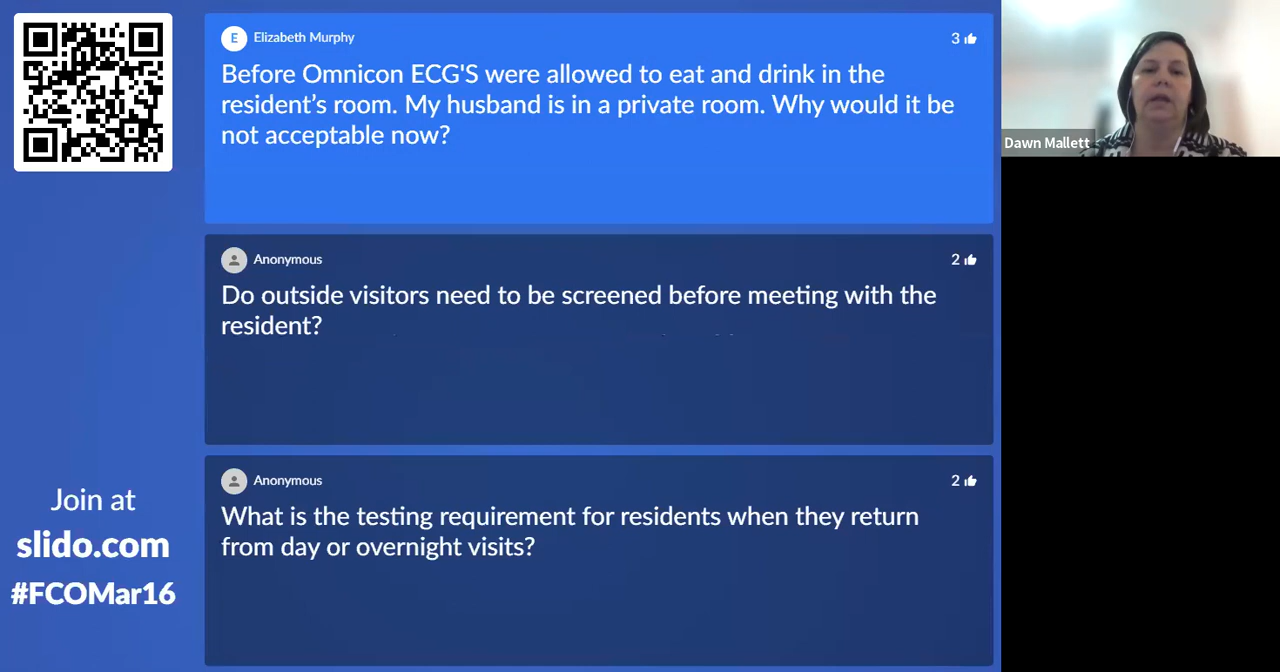 Elizabeth Murphy
3
Before Omnicon ECG'S were allowed to eat and drink in the
resident’s room. My husband is in a private room. Why would it be
not acceptable now?
Dawn Mallett
Anonymous
2
Do outside visitors need to be screened before meeting with the
resident?
Anonymous
2
What is the testing requirement for residents when they return
from day or overnight visits?
Join at
slido.com
#FCOMar16
E